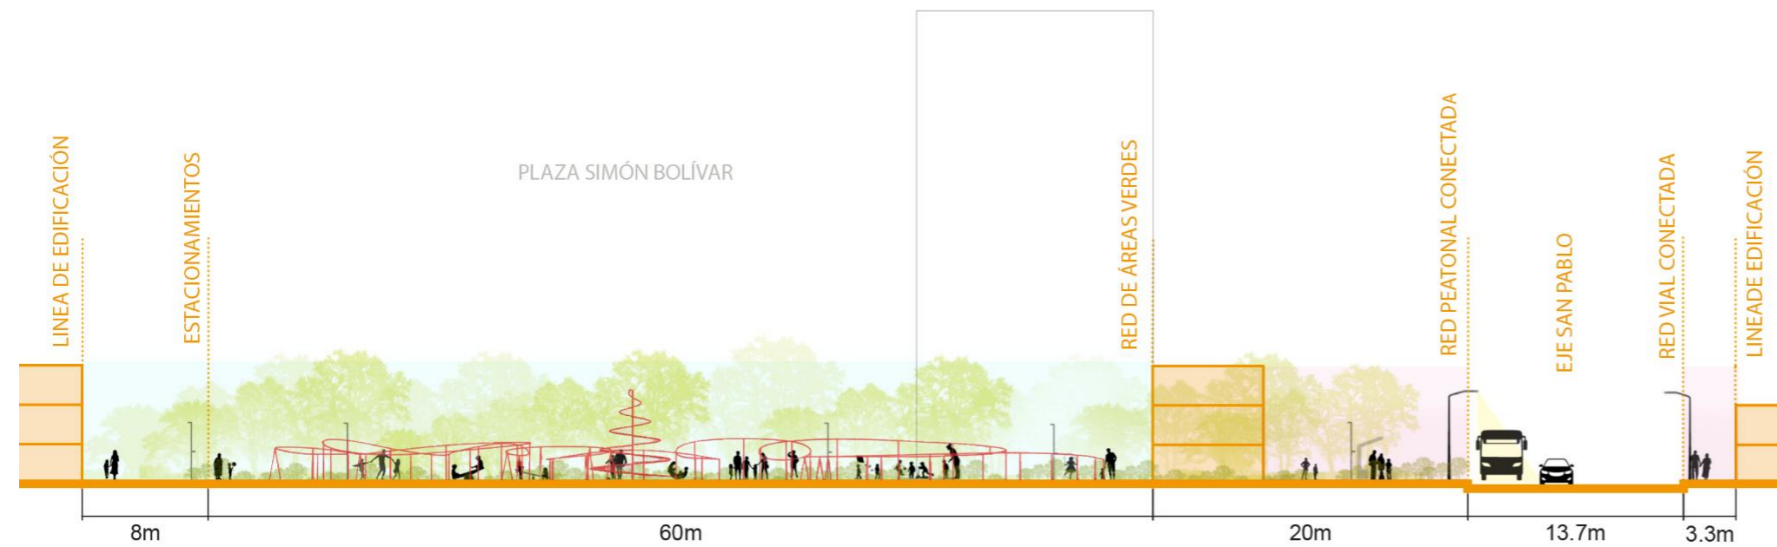 LINEA DE EDIFICACIÓN
ESTACIONAMIENTOS
PLAZA SIMÓN BOLÍVAR
RED DE ÁREAS VERDES
RED PEATONAL CONECTADA
EJE SAN PABLO
RED VIAL CONECTADA
LINEADE EDIFICACIÓN
8m
60m
20m
13.7m
3.3m